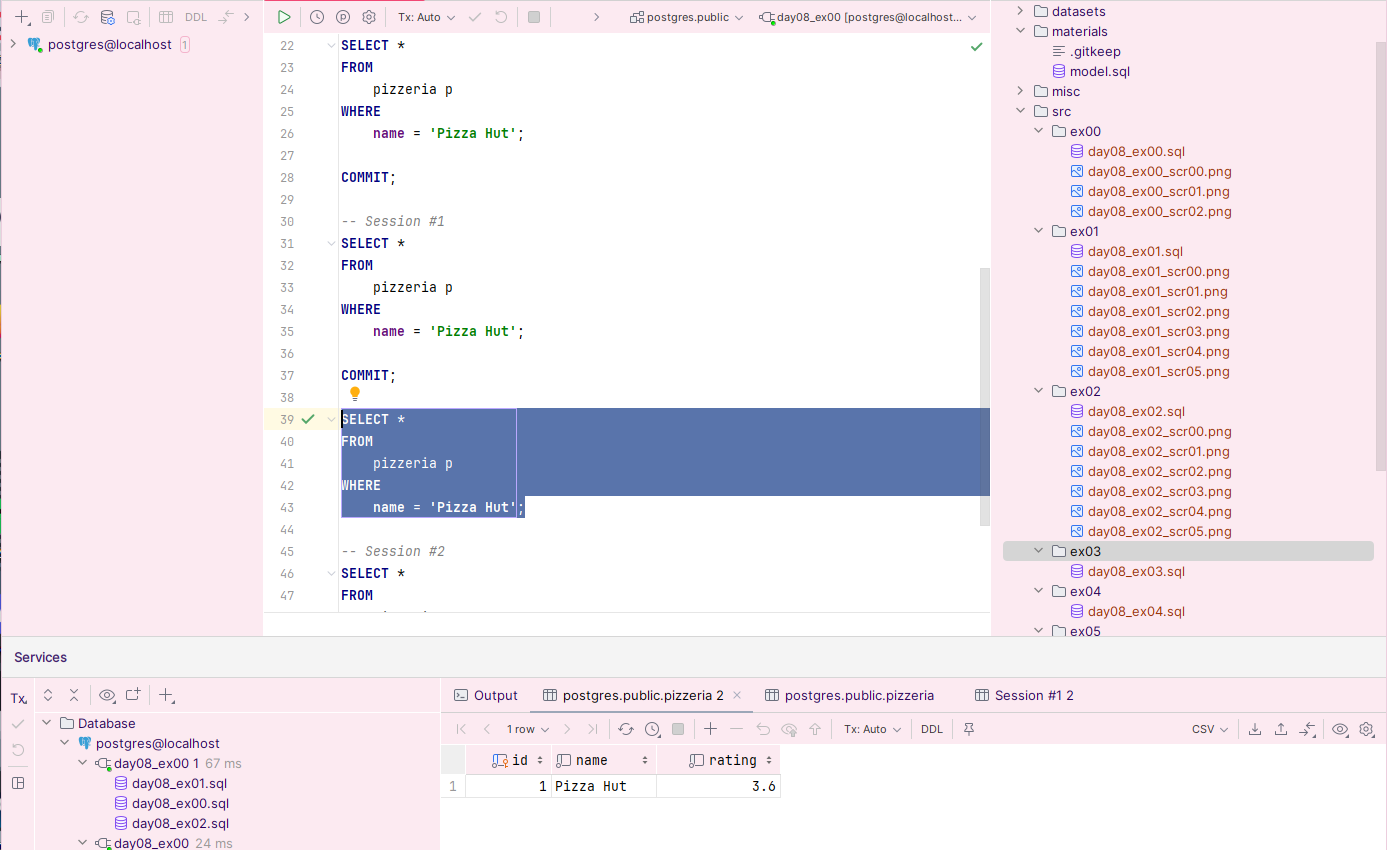 DDL
Tx: Auto
postgres.public
day08_ex00 [postgres@localhost...
postgres@localhost 1
22 SELECT *
23 FROM
24 pizzeria p
25 WHERE
26 name = 'Pizza Hut';
27
28 COMMIT;
29
30 -- Session #1
31 SELECT *
32 FROM
33 pizzeria p
34 WHERE
35 name = 'Pizza Hut';
36
37 COMMIT;
38
39 SELECT *
40 FROM
41 pizzeria p
42 WHERE
43 name = 'Pizza Hut';
44
45 -- Session #2
46 SELECT *
47 FROM
datasets
materials
.gitkeep
model.sql
misc
src
ex00
day08_ex00.sql
day08_ex00_scr00.png
day08_ex00_scr01.png
day08_ex00_scr02.png
ex01
day08_ex01.sql
day08_ex01_scr00.png
day08_ex01_scr01.png
day08_ex01_scr02.png
day08_ex01_scr03.png
day08_ex01_scr04.png
day08_ex01_scr05.png
ex02
day08_ex02.sql
day08_ex02_scr00.png
day08_ex02_scr01.png
day08_ex02_scr02.png
day08_ex02_scr03.png
day08_ex02_scr04.png
day08_ex02_scr05.png
ex03
day08_ex03.sql
ex04
day08_ex04.sql
ex05
Services
Tx
Database
postgres@localhost
day08_ex00 1 67 ms
day08_ex01.sql
day08_ex00.sql
day08_ex02.sql
day08_ex00 24 ms
Output
postgres.public.pizzeria 2
postgres.public.pizzeria
Session #1 2
1 row
Tx: Auto
DDL
CSV
id name rating
1 1 Pizza Hut 3.6